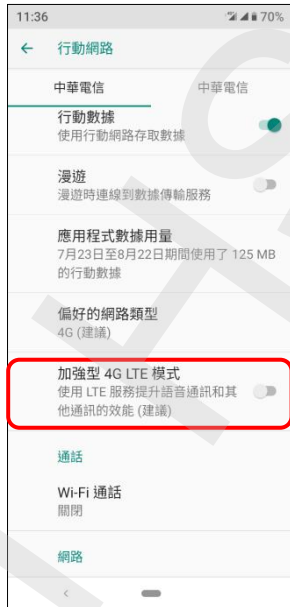 11:36 70%
行動網路
中華電信 中華電信
行動數據
使用行動網路存取數據
漫遊
漫遊時連線到數據傳輸服務
應用程式數據用量
7月23日至8月22日期間使用了 125 MB
的行動數據
偏好的網路類型
4G (建議)
加強型 4G LTE 模式
使用 LTE 服務提升語音通訊和其
他通訊的效能 (建議)
通話
Wi-Fi 通話
關閉
網路